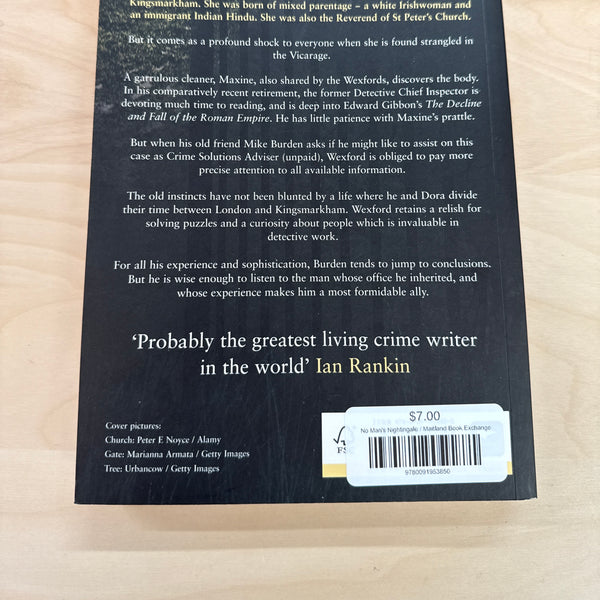 Kingsmarkham. She was born of mixed parentage – a white Irishwoman and
an immigrant Indian Hindu. She was also the Reverend of St Peter's Church.
But it comes as a profound shock to everyone when she is found strangled in
the Vicarage.
A garrulous cleaner, Maxine, also shared by the Wexfords, discovers the body.
In his comparatively recent retirement, the former Detective Chief Inspector is
devoting much time to reading, and is deep into Edward Gibbon's The Decline
and Fall of the Roman Empire. He has little patience with Maxine's prattle.
But when his old friend Mike Burden asks if he might like to assist on this
case as Crime Solutions Adviser (unpaid), Wexford is obliged to pay more
precise attention to all available information.
The old instincts have not been blunted by a life where he and Dora divide
their time between London and Kingsmarkham. Wexford retains a relish for
solving puzzles and a curiosity about people which is invaluable in
detective work.
For all his experience and sophistication, Burden tends to jump to conclusions.
But he is wise enough to listen to the man whose office he inherited, and
whose experience makes him a most formidable ally.
'Probably the greatest living crime writer
in the world' Ian Rankin
Cover pictures:
Church: Peter E Noyce / Alamy
Gate: Marianna Armata / Getty Images
Tree: Urbancow / Getty Images
$7.00
No Man's Nightingale / Maitland Book Exchange
9780091953850